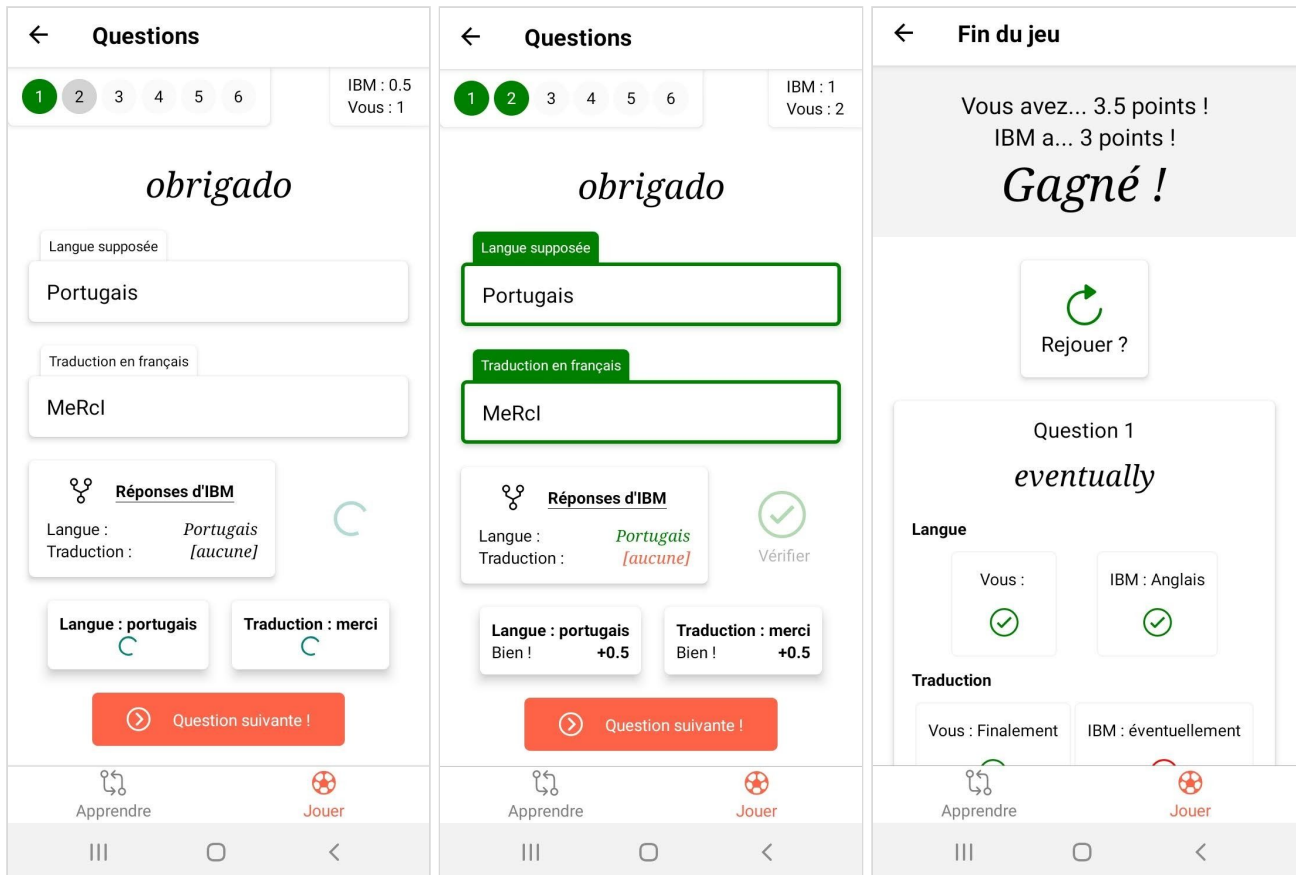 Questions
1 2 3 4 5 6
IBM : 0.5
Vous : 1
obrigado
Langue supposée
Portugais
Traduction en français
MeRcI
Réponses d'IBM
Langue : Portugais
Traduction : [aucune]
Langue : portugais
Traduction : merci
Question suivante !
Apprendre
Jouer
Questions
1 2 3 4 5 6
IBM : 1
Vous : 2
obrigado
Langue supposée
Portugais
Traduction en français
MeRcI
Réponses d'IBM
Langue : Portugais
Traduction : [aucune]
Vérifier
Langue : portugais
Bien ! +0.5
Traduction : merci
Bien ! +0.5
Question suivante !
Apprendre
Jouer
Fin du jeu
Vous avez... 3.5 points !
IBM a... 3 points !
Gagné !
Rejouer ?
Question 1
eventually
Langue
Vous :
IBM : Anglais
Traduction
Vous : Finalement
IBM : éventuellement
Apprendre
Jouer